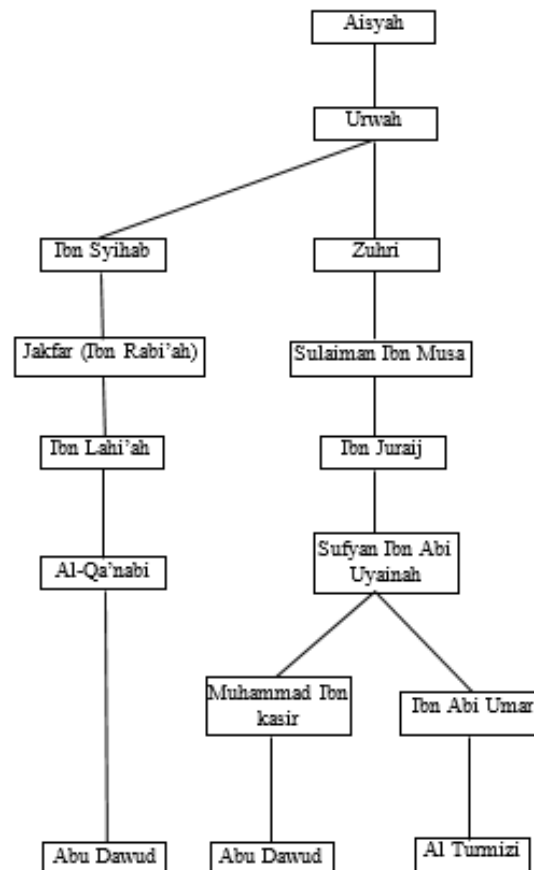 Aisyah
Urwah
Ibn Syihab
Zuhri
Jakfar (Ibn Rabi’ah)
Sulaiman Ibn Musa
Ibn Lahi’ah
Ibn Juraij
Al-Qa’nabi
Sufyan Ibn Abi
Uyainah
Muhammad Ibn
kasir
Ibn Abi Umar
Abu Dawud
Abu Dawud
Al Turmizi